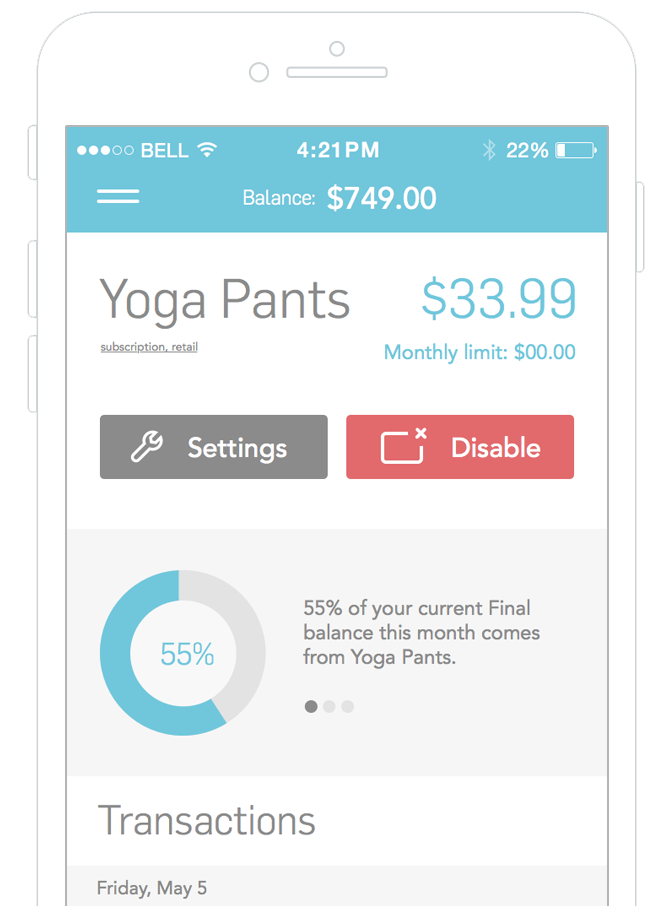 BELL 4:21PM 22%
Balance: $749.00
Yoga Pants $33.99
subscription, retail Monthly limit: $00.00
Settings Disable
55%
55% of your current Final
balance this month comes
from Yoga Pants.
Transactions
Friday, May 5